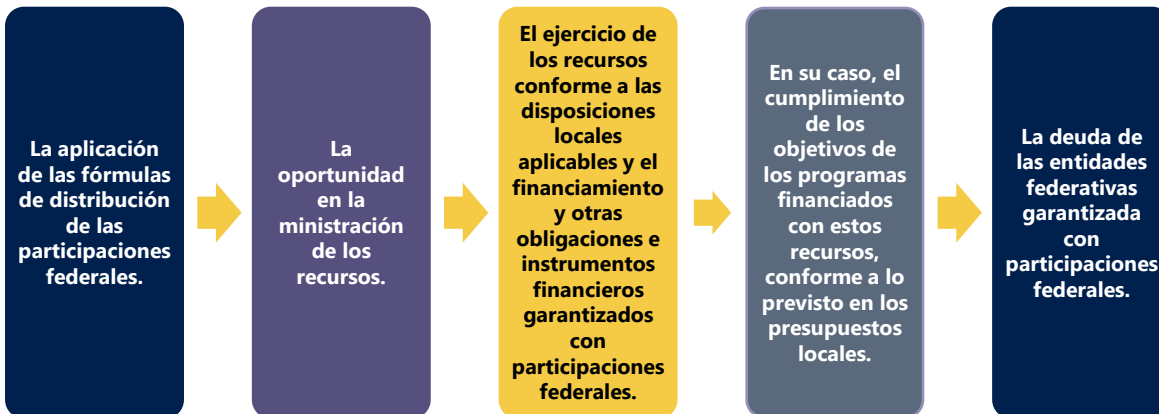 La aplicación
de las fórmulas
de distribución
de las
participaciones
federales.
La
oportunidad
en la
ministración
de los
recursos.
El ejercicio de
los recursos
conforme a las
disposiciones
locales
aplicables y el
financiamiento
y otras
obligaciones e
instrumentos
financieros
garantizados
con
participaciones
federales.
En su caso, el
cumplimiento
de los
objetivos de
los programas
financiados
con estos
recursos,
conforme a lo
previsto en los
presupuestos
locales.
La deuda de
las entidades
federativas
garantizada
con
participaciones
federales.